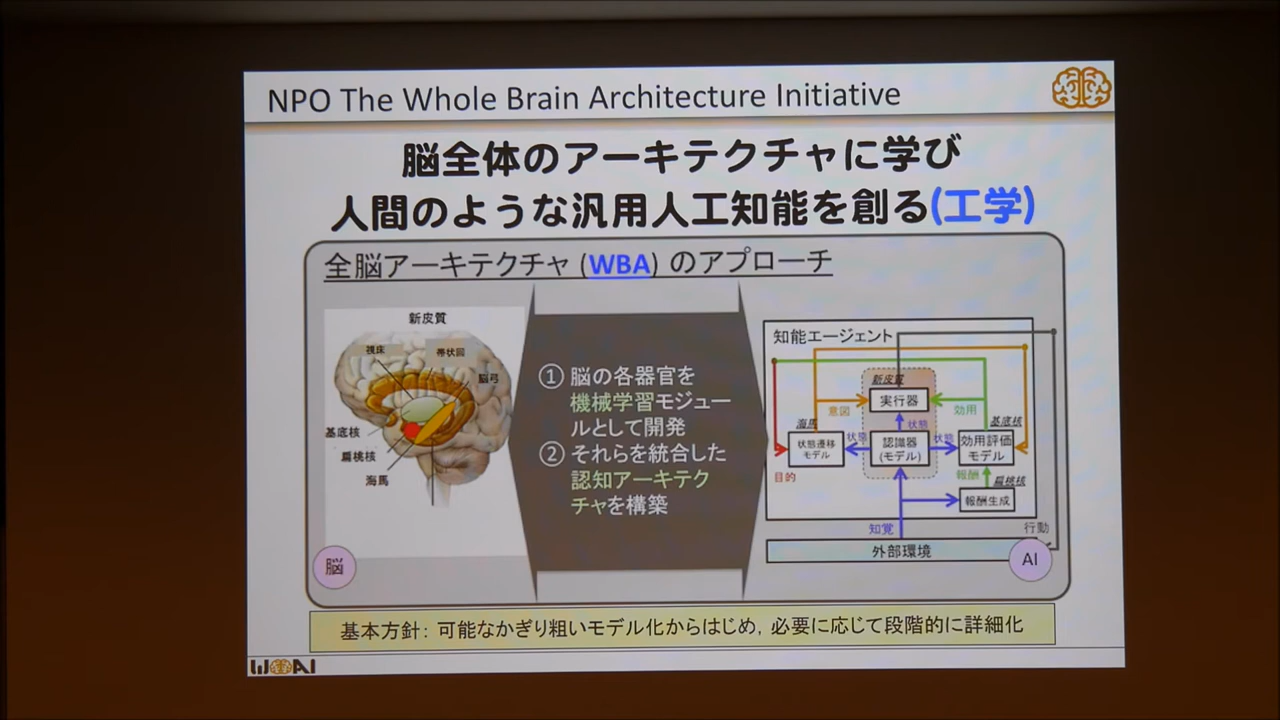 NPO The Whole Brain Architecture Initiative
脳全体のアーキテクチャに学び
人間のような汎用人工知能を創る(工学)
全脳アーキテクチャ (WBA) のアプローチ
新皮質
視床
帯状回
脳弓
基底核
扁桃核
海馬
脳
① 脳の各器官を
機械学習モジュー
ルとして開発
② それらを統合した
認知アーキテク
チャを構築
知能エージェント
新皮質
実行器
意図
効用
海馬
状態
基底核
状態遷移
モデル
状態
認識器
(モデル)
状態
効用評価
モデル
目的
報酬
扁桃核
報酬生成
知覚
行動
外部環境
AI
基本方針: 可能なかぎり粗いモデル化からはじめ, 必要に応じて段階的に詳細化
WBAI